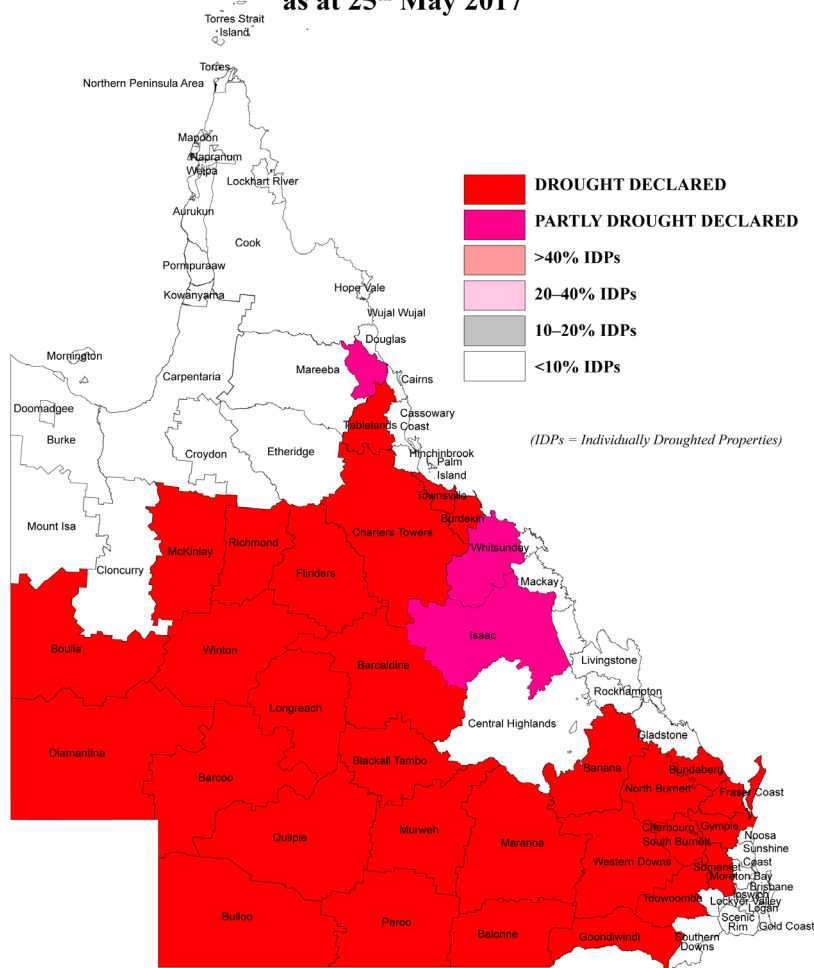 as at 25th May 2017
Torres Strait
Island
Torres
Northern Peninsula Area
Mapoon
Napranum
Weipa
Lockhart River
Aurukun
Cook
Pormpuraaw
Kowanyama
Hope Vale
Wujal Wujal
Douglas
Mornington
Mareeba
Carpentaria
Cairns
Doomadgee
Burke
Cassowary
Coast
Tablelands
Croydon
Etheridge
Hinchinbrook
Palm
Island
Townsville
Burdekin
Mount Isa
Charters Towers
Richmond
McKinlay
Whitsunday
Cloncurry
Flinders
Mackay
Isaac
Boulia
Winton
Barcaldine
Livingstone
Rockhampton
Longreach
Central Highlands
Gladstone
Diamantina
Blackall Tambo
Banana
Bundaberg
Barcoo
North Burnett
Fraser Coast
Quilpie
Murweh
Maranoa
Cherbourg
Gympie
South Burnett
Noosa
Sunshine
Coast
Western Downs
Somerset
Moreton Bay
Brisbane
Ipswich
Toowoomba
Lockyer Valley
Logan
Bulloo
Paroo
Balonne
Goondiwindi
Southern
Downs
Scenic
Rim
Gold Coast
DROUGHT DECLARED
PARTLY DROUGHT DECLARED
>40% IDPs
20–40% IDPs
10–20% IDPs
<10% IDPs
(IDPs = Individually Droughted Properties)